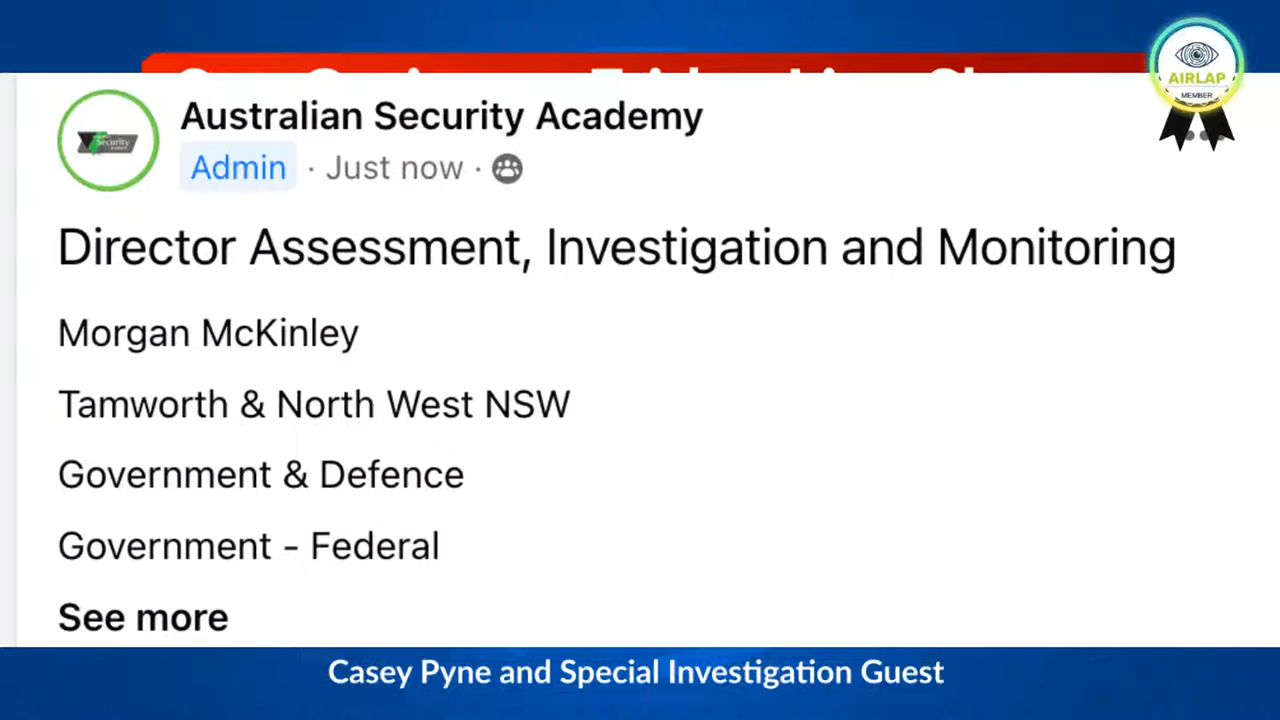 Australian Security Academy
Security
AIRLAP
MEMBER
Admin · Just now ·
Director Assessment, Investigation and Monitoring
Morgan McKinley
Tamworth & North West NSW
Government & Defence
Government - Federal
See more
Casey Pyne and Special Investigation Guest